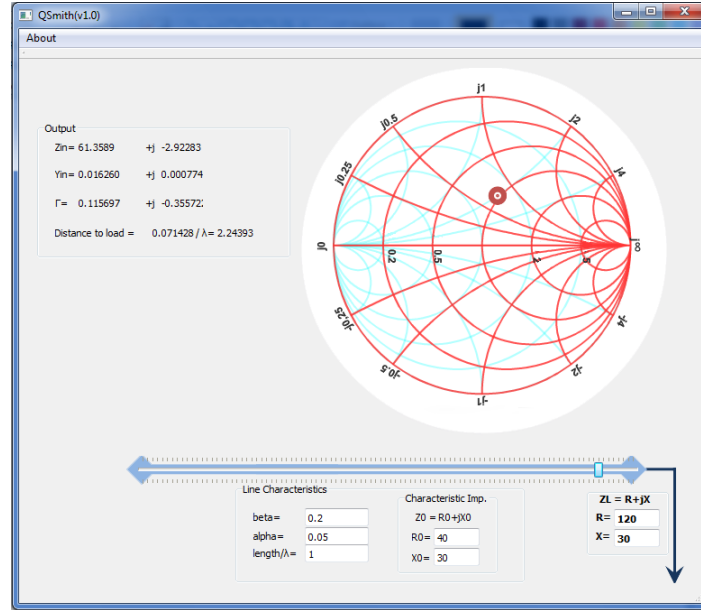 QSmith(v1.0)
About
Output
Zin= 61.3589 +j -2.92283
Yin= 0.016260 +j 0.000774
Γ= 0.115697 +j -0.35572
Distance to load = 0.071428 / λ= 2.24393
j1
j0.5
j2
j0.25
j4
j0
0.2
0.5
1
2
5
j∞
-j0.25
-j4
-j0.5
-j2
-j1
Line Characteristics
beta= 0.2
alpha= 0.05
length/λ= 1
Characteristic Imp.
Z0 = R0+jX0
R0= 40
X0= 30
ZL = R+jX
R= 120
X= 30